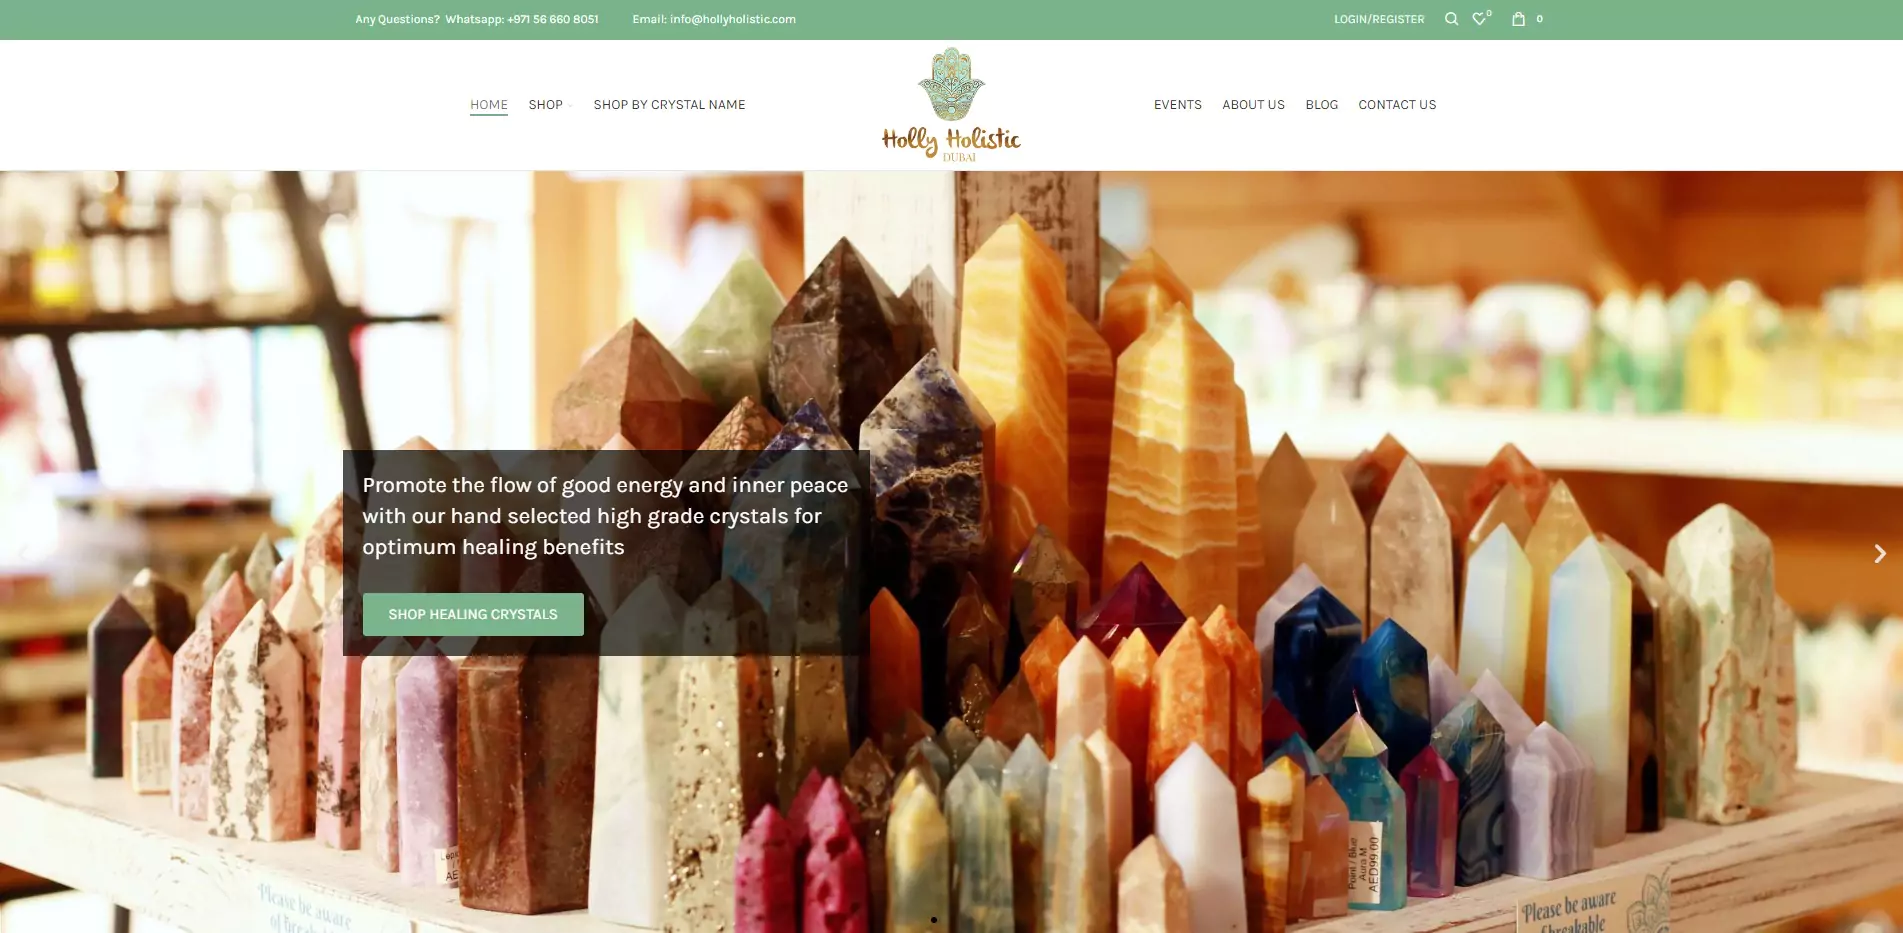 Any Questions? Whatsapp: +971 56 660 8051
Email: info@hollyholistic.com
LOGIN/REGISTER
0
0
HOME
SHOP
SHOP BY CRYSTAL NAME
Holly Holistic
DUBAI
EVENTS
ABOUT US
BLOG
CONTACT US
Promote the flow of good energy and inner peace
with our hand selected high grade crystals for
optimum healing benefits
SHOP HEALING CRYSTALS
Point / Blue
Aura M
AED99.00
Please be aware
Please be aware